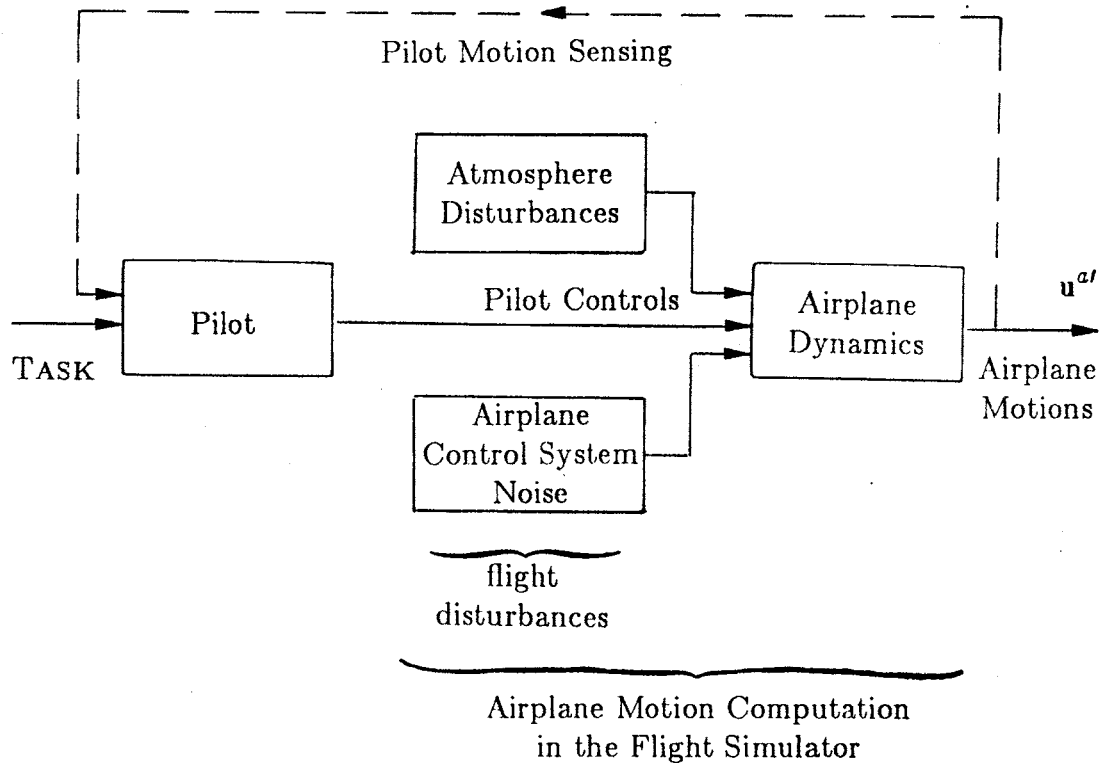 Pilot Motion Sensing
Atmosphere
Disturbances
Pilot Controls
Pilot
TASK
Airplane
Dynamics
u^{a\prime}
Airplane
Motions
Airplane
Control System
Noise
flight
disturbances
Airplane Motion Computation
in the Flight Simulator